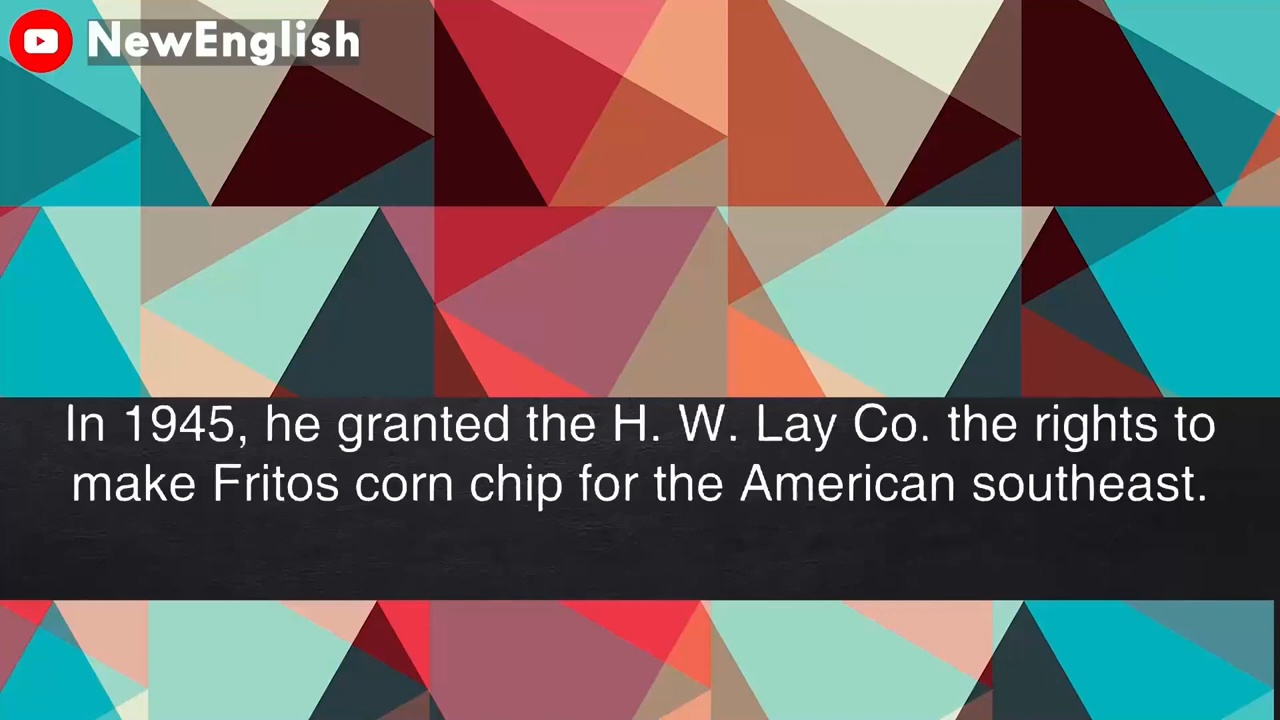 NewEnglish
In 1945, he granted the H. W. Lay Co. the rights to
make Fritos corn chip for the American southeast.